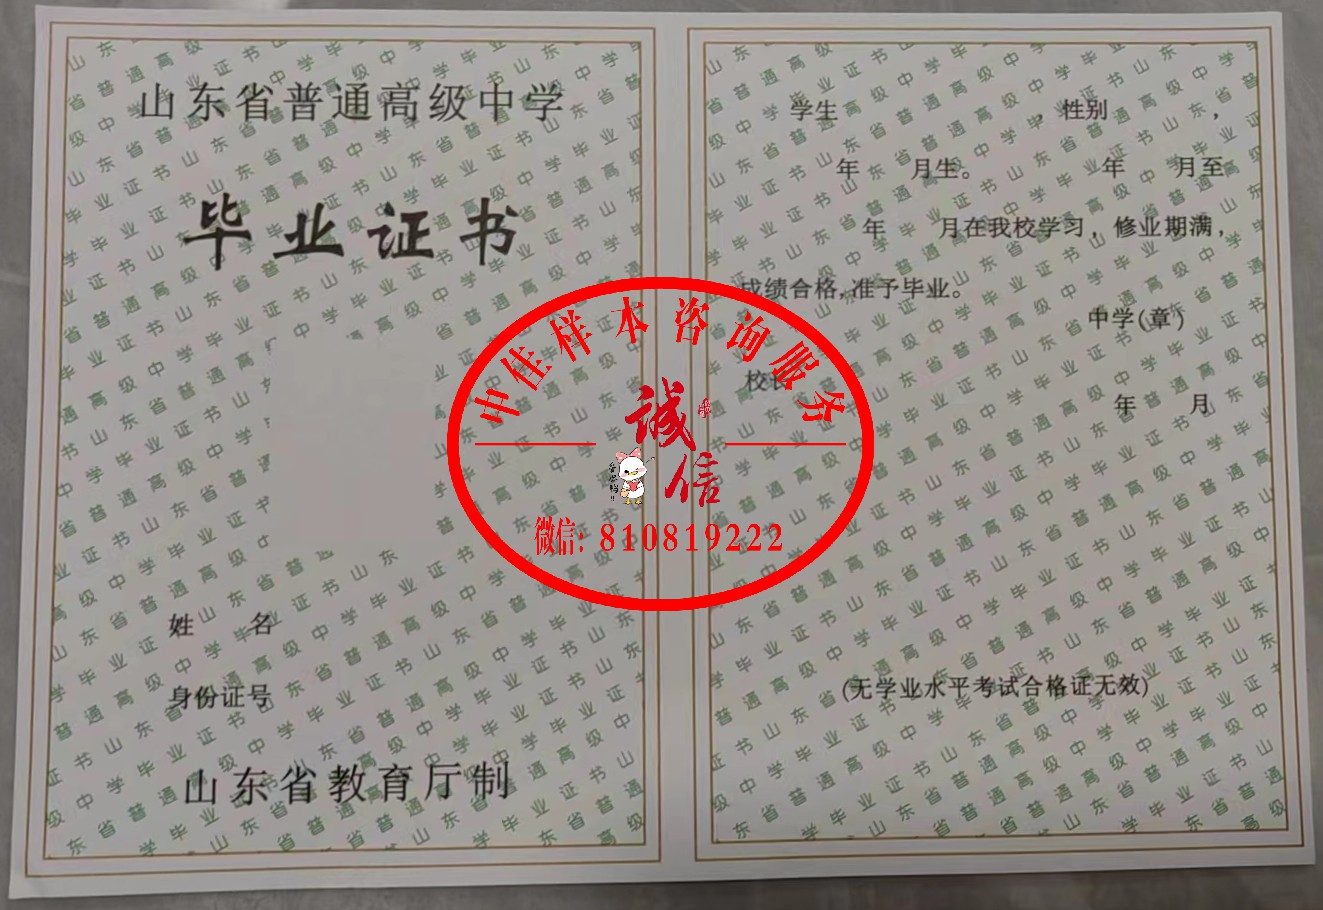 山东省普通高级中学
毕业证书
姓 名
身份证号
山东省教育厅制
学生 ，性别 ，
年 月生。 年 月至
年 月在我校学习，修业期满，
成绩合格,准予毕业。
中学(章)
校长
年 月
(无学业水平考试合格证无效)
中佳样本咨询服务
诚信
微信: 810819222